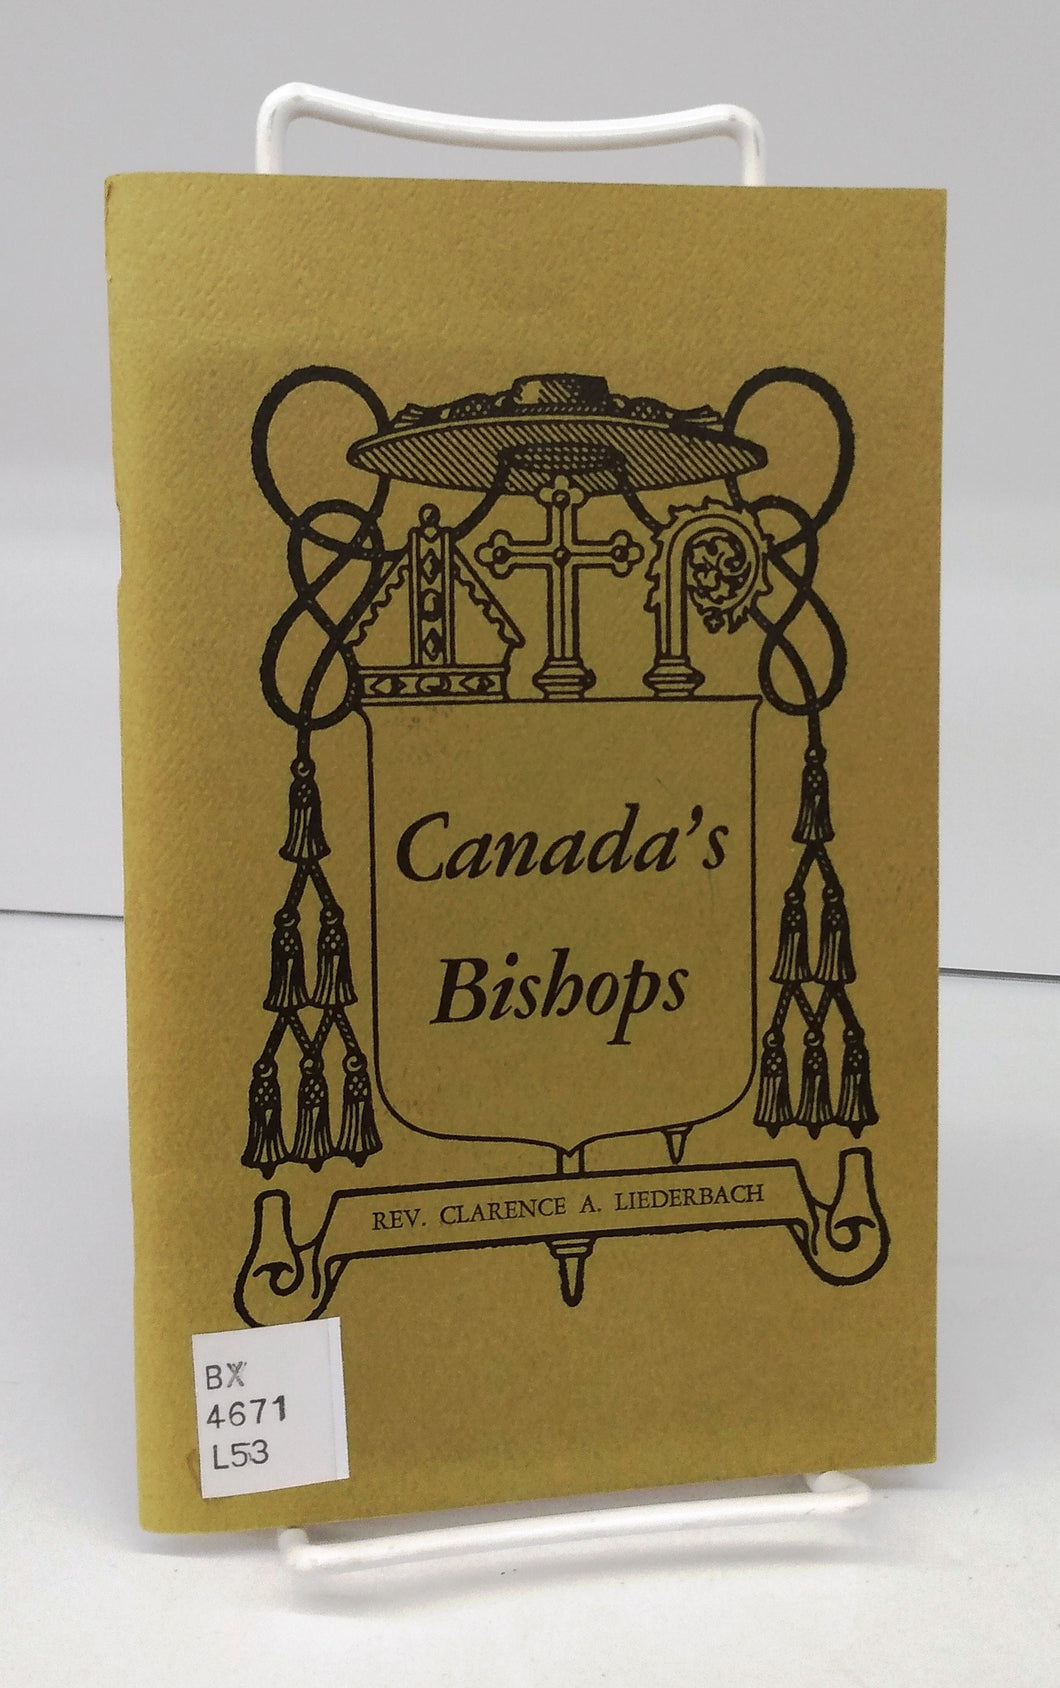 Canada's
Bishops
REV. CLARENCE A. LIEDERBACH
BX
4671
L53